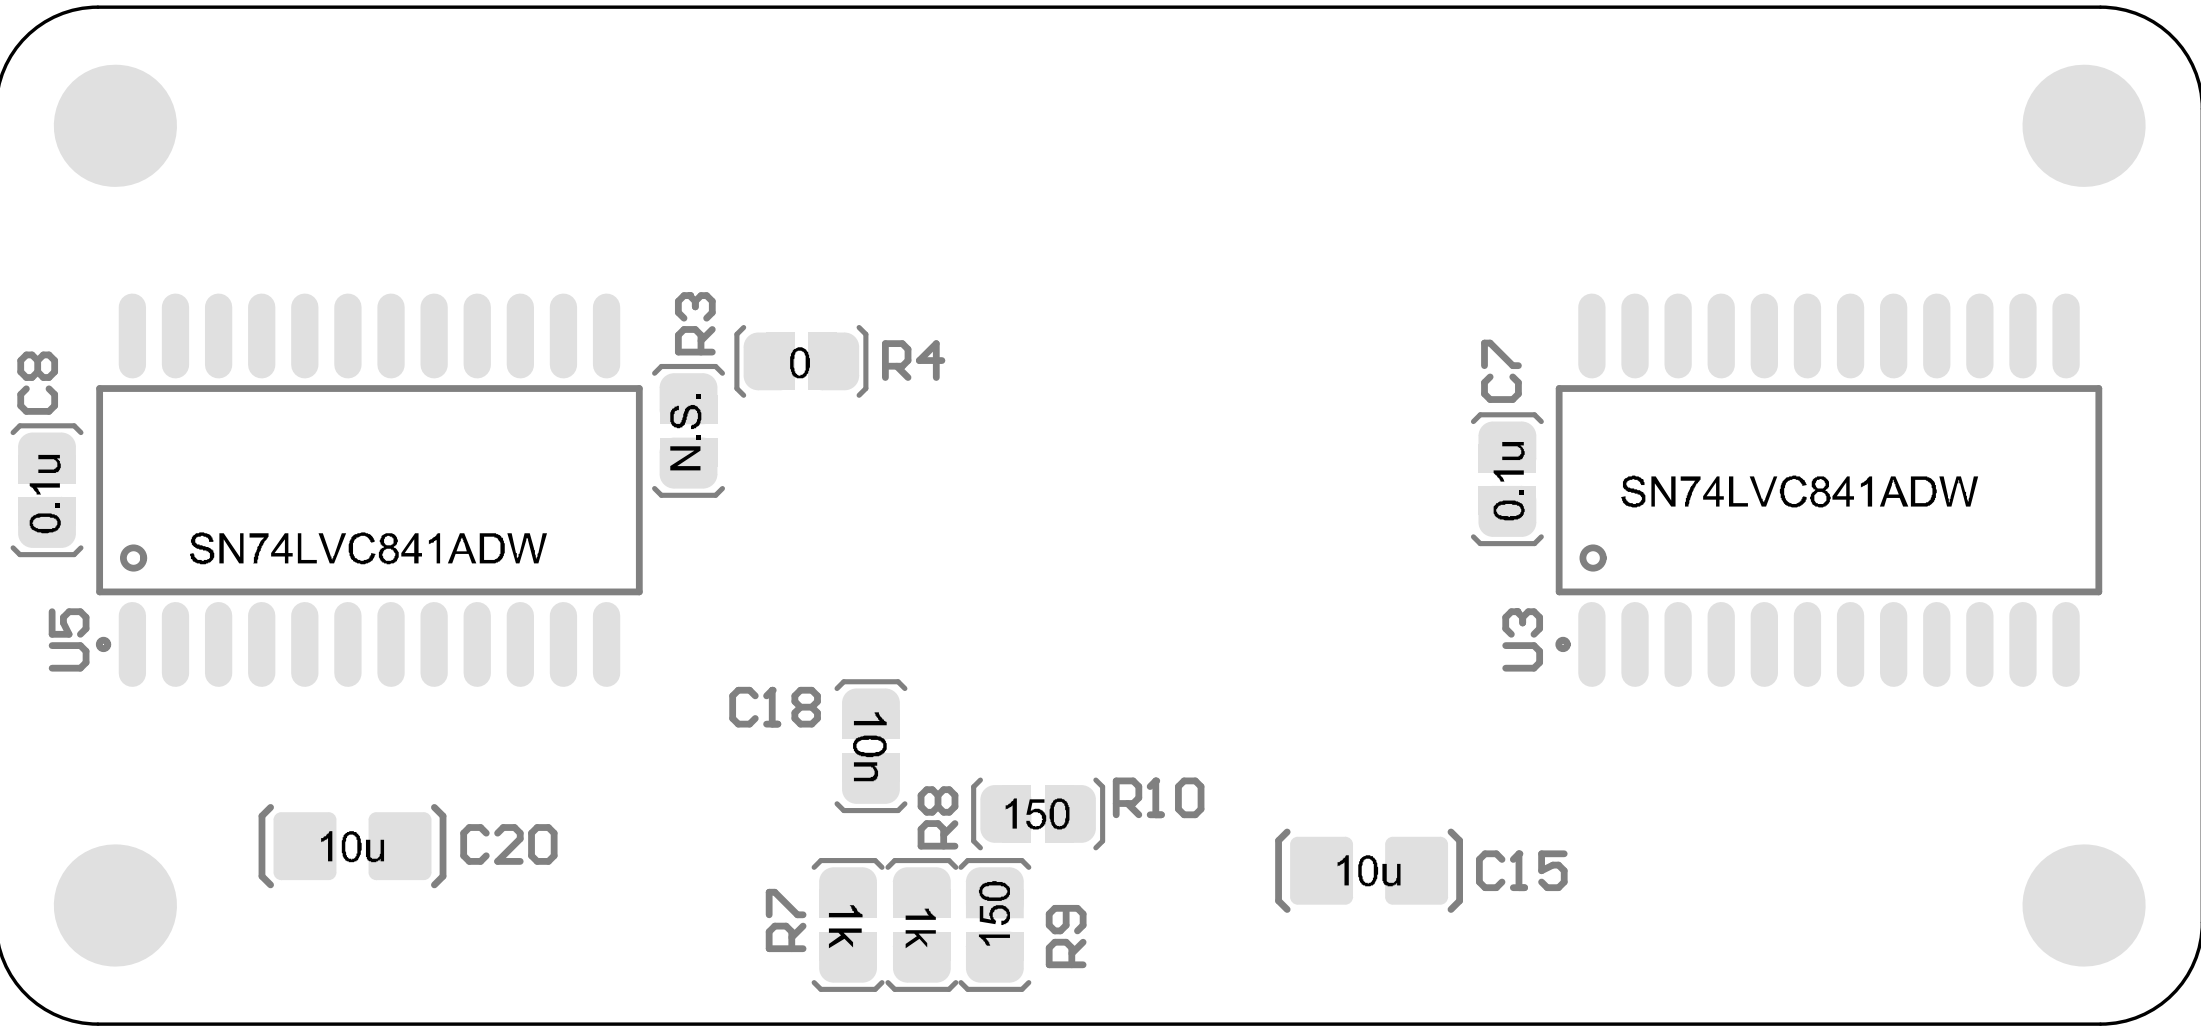 R3
0
R4
C8
C7
N.S.
0.1u
0.1u
SN74LVC841ADW
SN74LVC841ADW
U5
U3
C18
10n
R8
150
R10
10u
C20
10u
C15
R7
1k
1k
150
R9